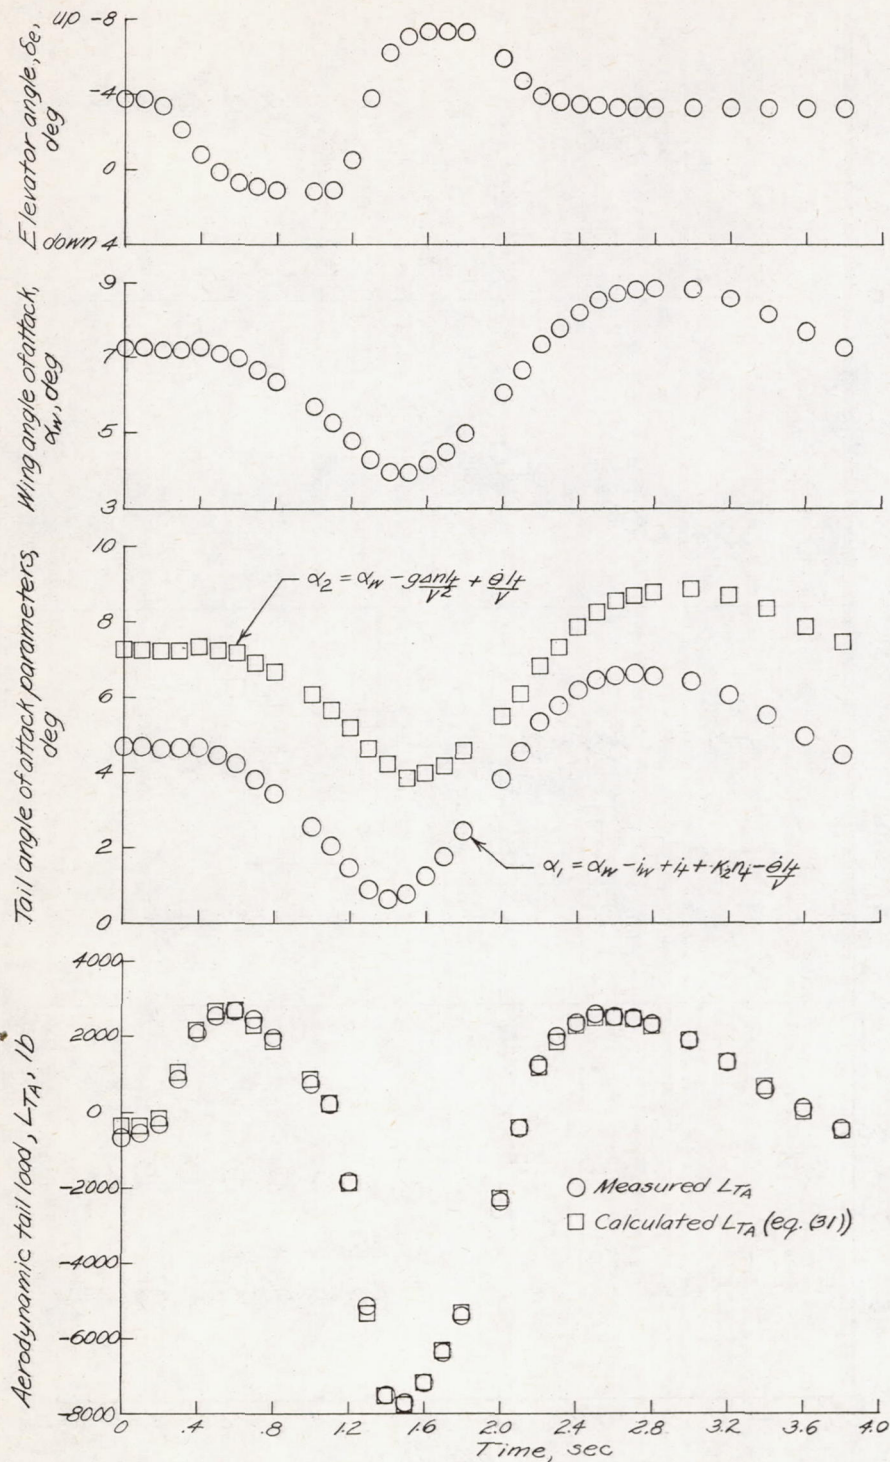 Elevator angle, δe,
deg
up -8
-4
0
down 4
Wing angle of attack,
αw, deg
9
7
5
3
Tail angle of attack parameters,
deg
10
8
6
4
2
0
α2 = αw - gΔnlt/V² + θ̇lt/V
α1 = αw - iw + it + K2nt - θ̇lt/V
Aerodynamic tail load, LTA, lb
4000
2000
0
-2000
-4000
-6000
-8000
Measured LTA
Calculated LTA (eq. (31))
0 .4 .8 1.2 1.6 2.0 2.4 2.8 3.2 3.6 4.0
Time, sec